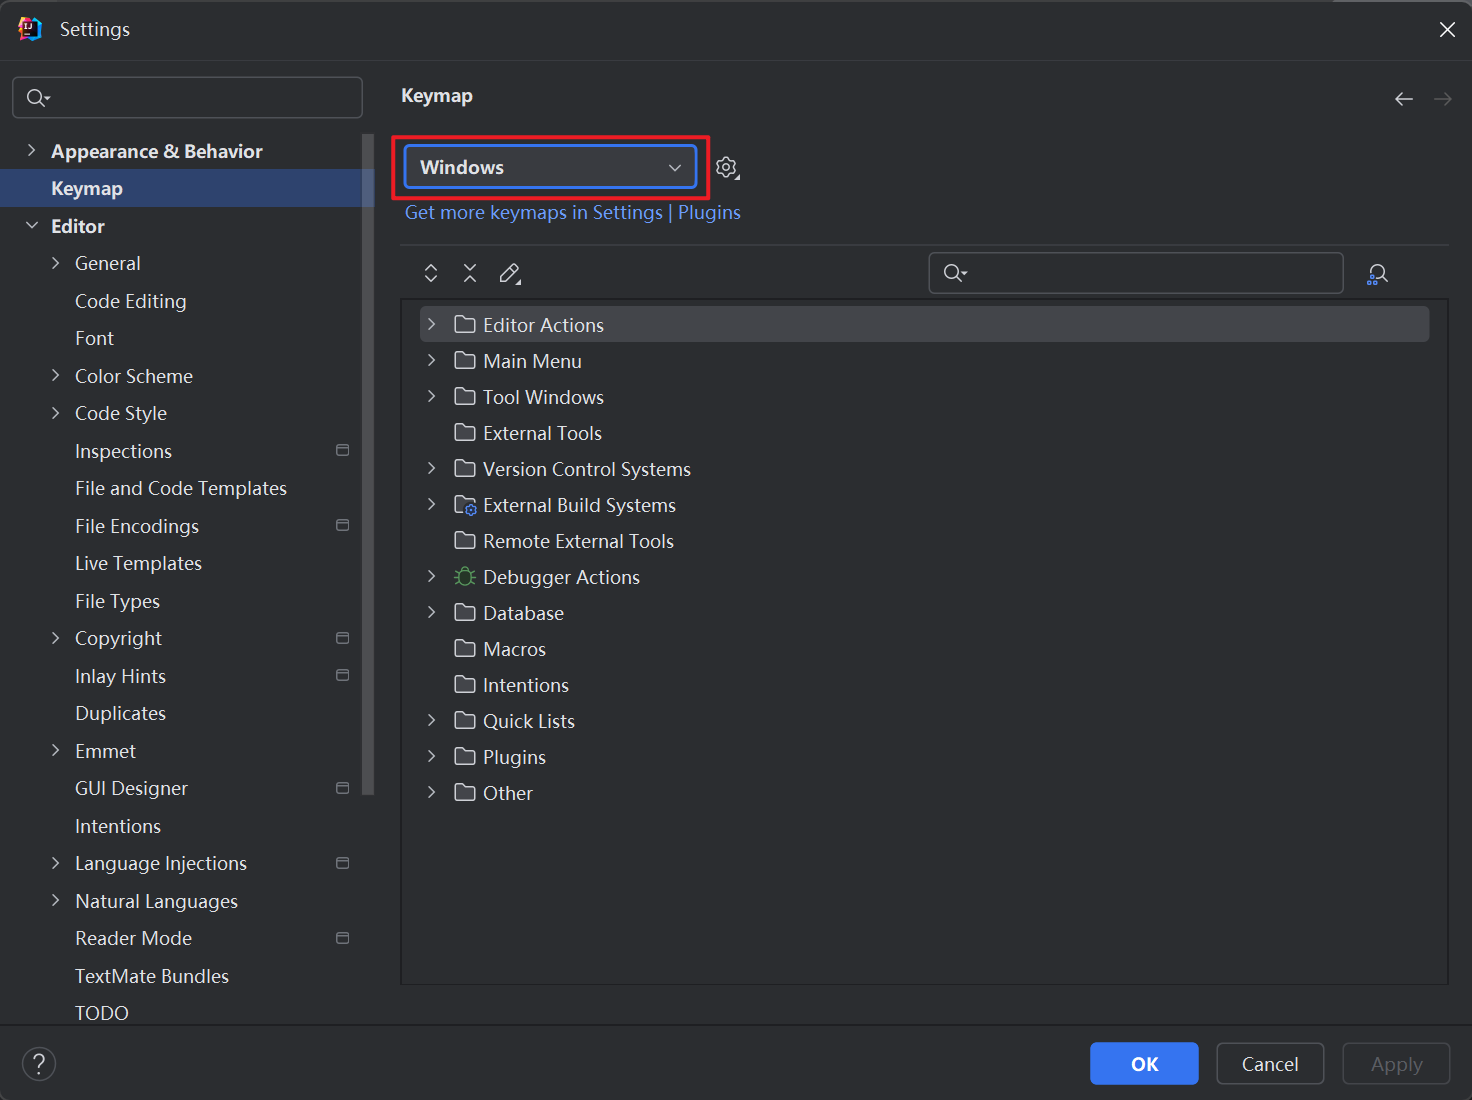 Settings
Appearance & Behavior
Keymap
Editor
General
Code Editing
Font
Color Scheme
Code Style
Inspections
File and Code Templates
File Encodings
Live Templates
File Types
Copyright
Inlay Hints
Duplicates
Emmet
GUI Designer
Intentions
Language Injections
Natural Languages
Reader Mode
TextMate Bundles
TODO
Keymap
Windows
Get more keymaps in Settings | Plugins
Editor Actions
Main Menu
Tool Windows
External Tools
Version Control Systems
External Build Systems
Remote External Tools
Debugger Actions
Database
Macros
Intentions
Quick Lists
Plugins
Other
?
OK
Cancel
Apply